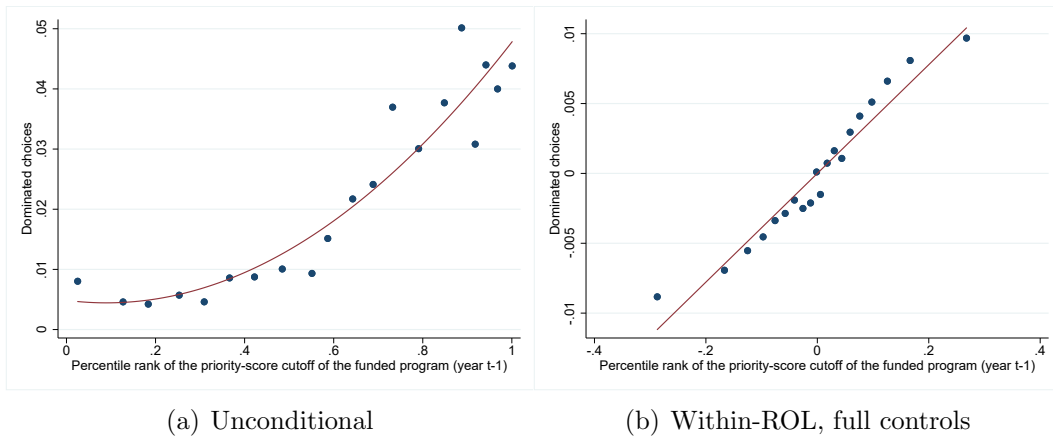 .05
.04
.03
.02
.01
0
Dominated choices
0 .2 .4 .6 .8 1
Percentile rank of the priority-score cutoff of the funded program (year t-1)
(a) Unconditional
.01
.005
0
-.005
-.01
Dominated choices
-.4 -.2 0 .2 .4
Percentile rank of the priority-score cutoff of the funded program (year t-1)
(b) Within-ROL, full controls